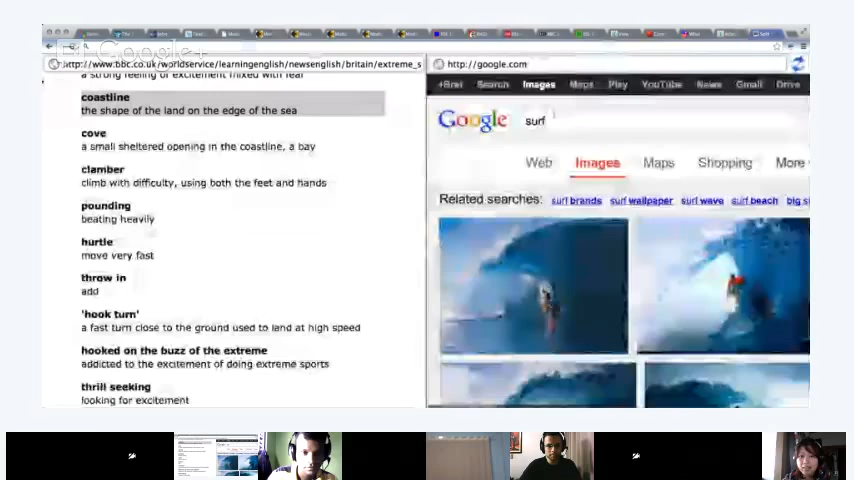 Google+
http://www.bbc.co.uk/worldservice/learningenglish/newsenglish/britain/extreme_s
a strong feeling of excitement mixed with fear
coastline
the shape of the land on the edge of the sea
cove
a small sheltered opening in the coastline, a bay
clamber
climb with difficulty, using both the feet and hands
pounding
beating heavily
hurtle
move very fast
throw in
add
'hook turn'
a fast turn close to the ground used to land at high speed
hooked on the buzz of the extreme
addicted to the excitement of doing extreme sports
thrill seeking
looking for excitement
http://google.com
Search Images Maps Play YouTube News Gmail Drive
Google surf
Web Images Maps Shopping More
Related searches: surf brands surf wallpaper surf wave surf beach big s